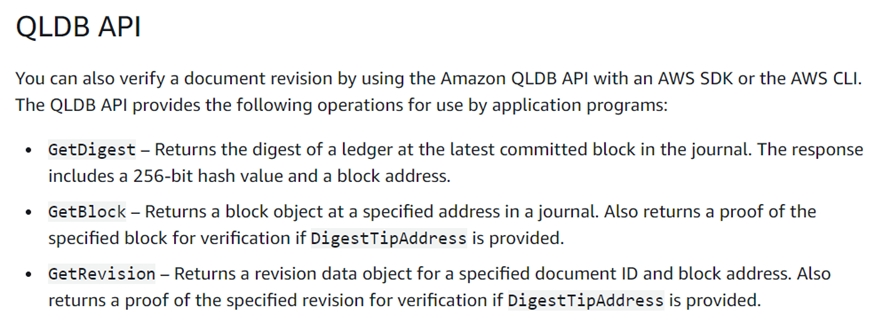 QLDB API
You can also verify a document revision by using the Amazon QLDB API with an AWS SDK or the AWS CLI.
The QLDB API provides the following operations for use by application programs:
• GetDigest – Returns the digest of a ledger at the latest committed block in the journal. The response
includes a 256-bit hash value and a block address.
• GetBlock – Returns a block object at a specified address in a journal. Also returns a proof of the
specified block for verification if DigestTipAddress is provided.
• GetRevision – Returns a revision data object for a specified document ID and block address. Also
returns a proof of the specified revision for verification if DigestTipAddress is provided.